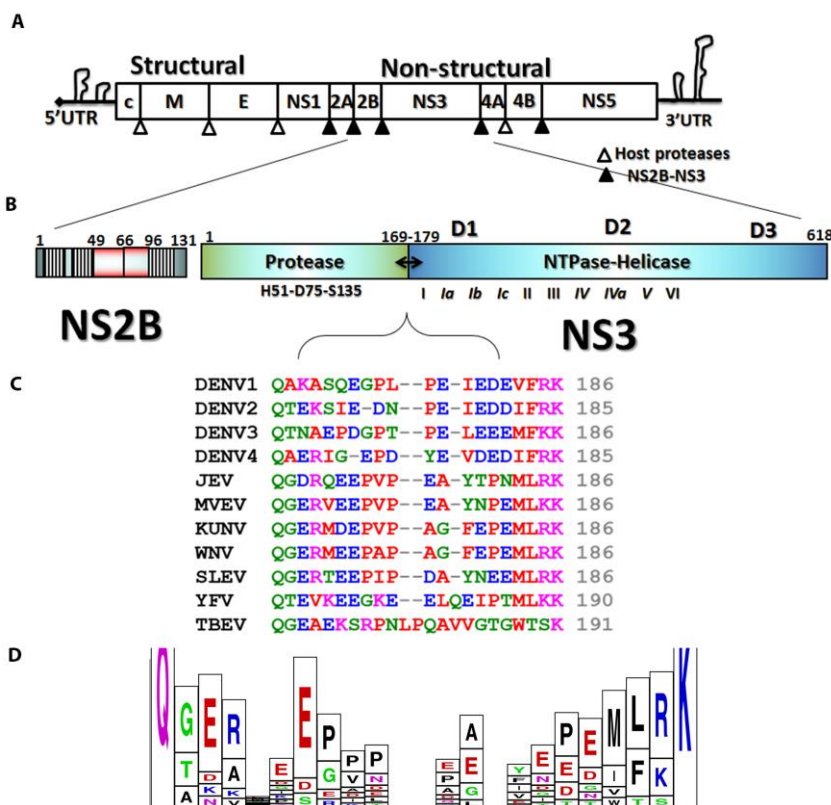 A
Structural Non-structural
C M E NS1 2A 2B NS3 4A 4B NS5
5'UTR 3'UTR
Host proteases
NS2B-NS3
B
1 49 66 96 131
1 169-179 D1 D2 D3 618
Protease NTPase-Helicase
H51-D75-S135 I Ia Ib Ic II III IV IVa V VI
NS2B NS3
C
DENV1 QAKASQEGPL--PE-IEDEVFRK 186
DENV2 QTEKSIE-DN--PE-IEDDIFRK 185
DENV3 QTNAEPDGPT--PE-LEEEMFKK 186
DENV4 QAERIG-EPD--YE-VDEDIFRK 185
JEV QGDRQEEPVP--EA-YTPNMLRK 186
MVEV QGERVEEPVP--EA-YNPEMLRK 186
KUNV QGERMDEPVP--AG-FEPEMLRK 186
WNV QGERMEEPAP--AG-FEPEMLRK 186
SLEV QGERTEEPIP--DA-YNEEMLRK 186
YFV QTEVKEEGKE--ELQEIPTMLKK 190
TBEV QGEAEKSRPNLPQAVVGTGWTSK 191
D
Q G E R E E P P P E A Y E P E M L R K
T D A D G V N P E N E D I F K
A K K S A A G D G V